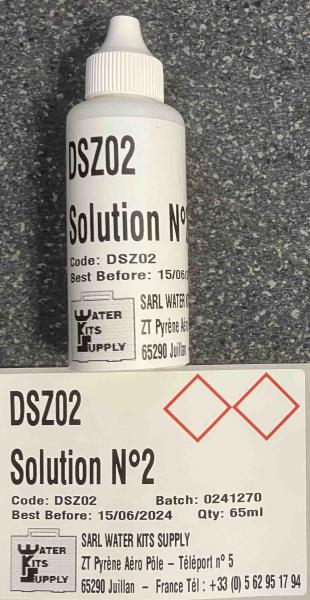 DSZ02
Solution N°
Code: DSZ02
Best Before: 15/06/
WATER
KITS
SUPPLY
SARL WATER K
ZT Pyrène Aéro
65290 Juillan
DSZ02
Solution N°2
Code: DSZ02 Batch: 0241270
Best Before: 15/06/2024 Qty: 65ml
WATER
KITS
SUPPLY
SARL WATER KITS SUPPLY
ZT Pyrène Aéro Pôle – Téléport n° 5
65290 Juillan – France Tél : +33 (0) 5 62 95 17 94